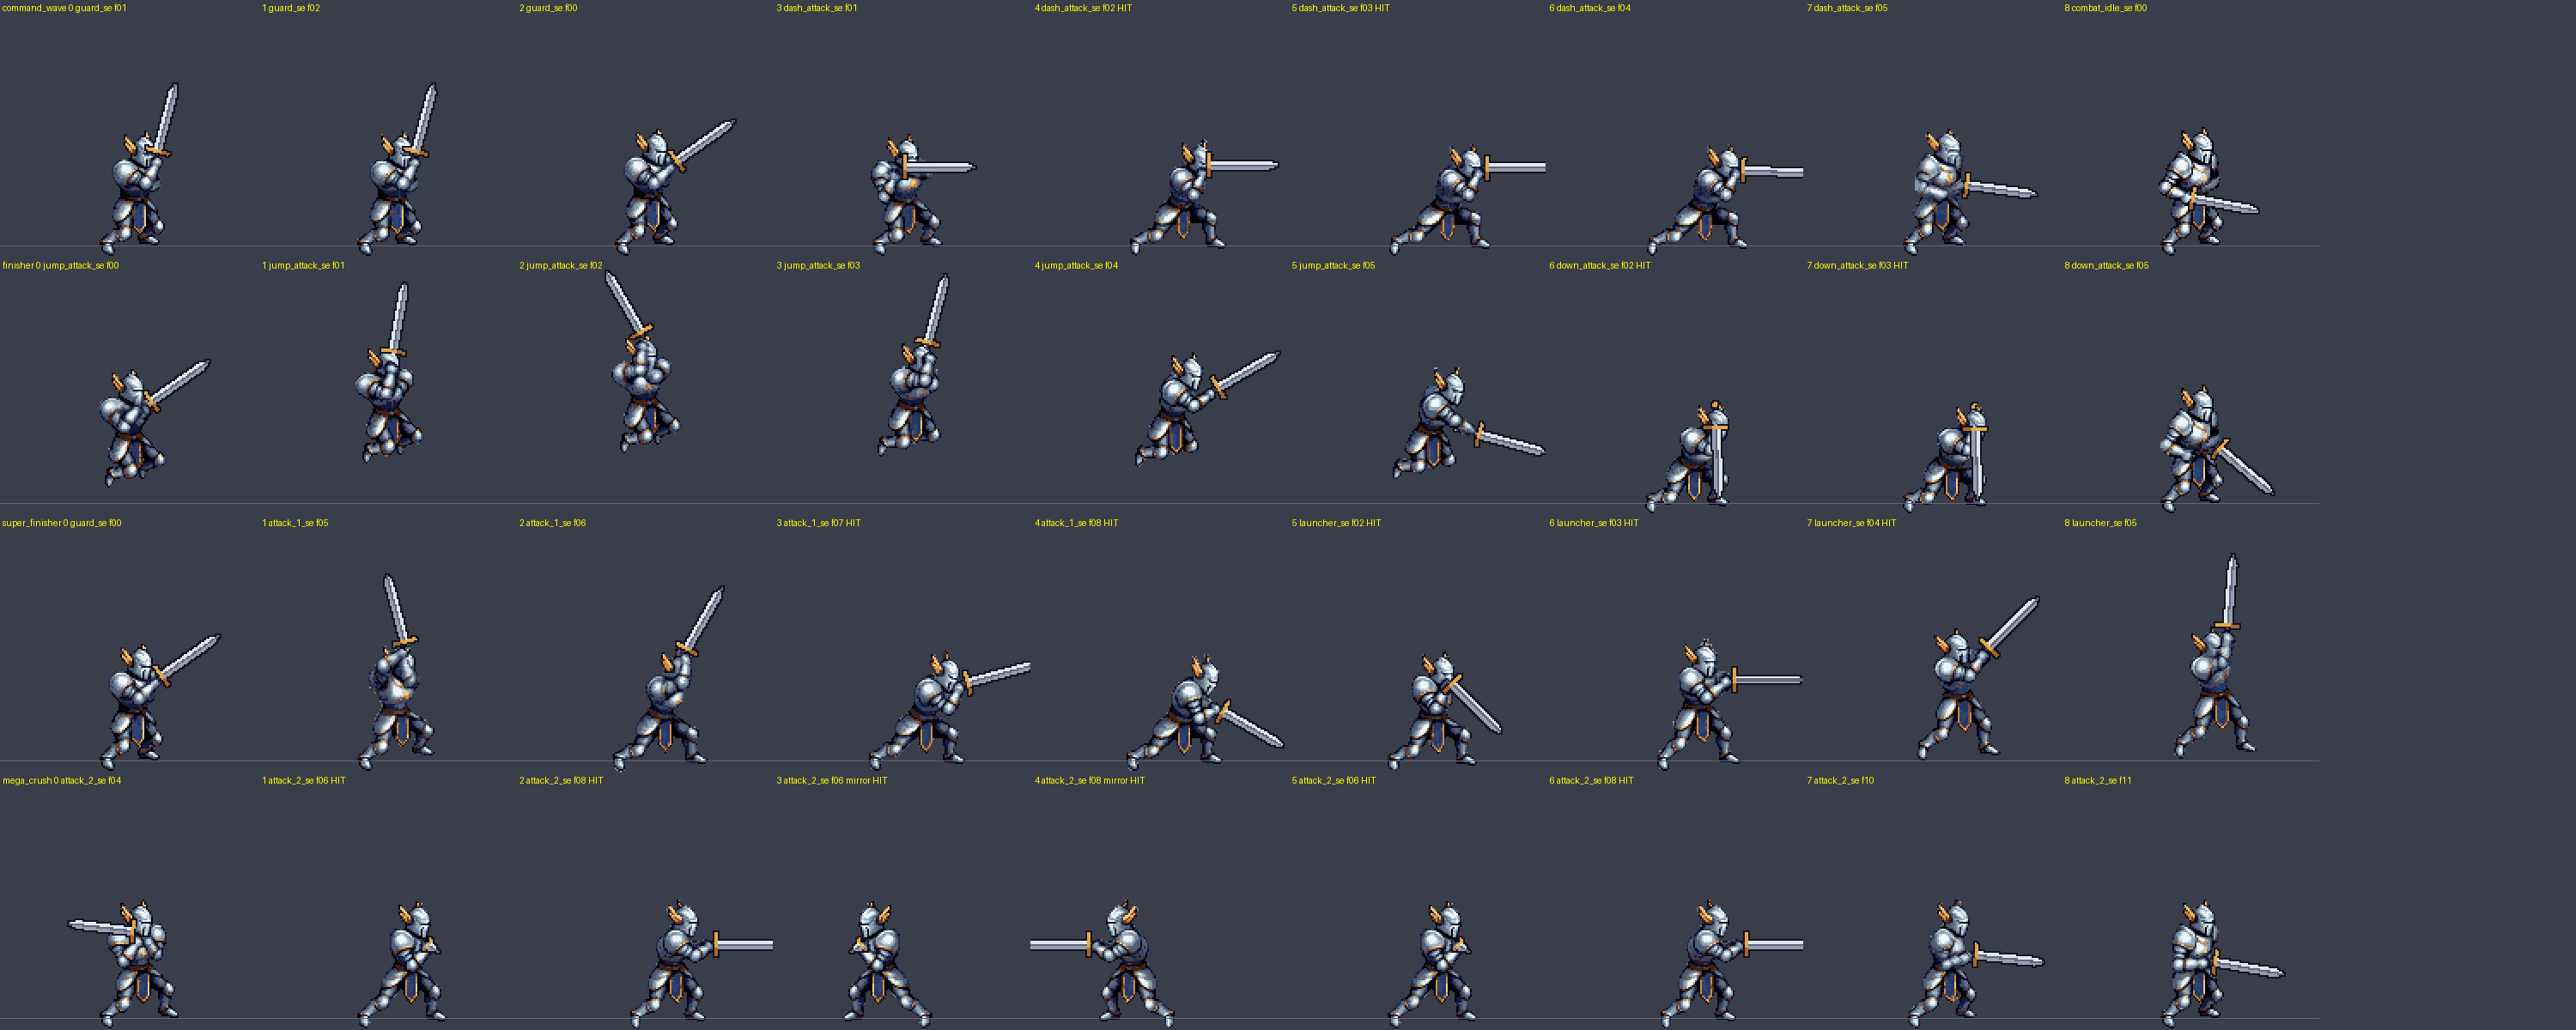 command_wave 0 guard_se f01 1 guard_se f02 2 guard_se f00 3 dash_attack_se f01 4 dash_attack_se f02 HIT 5 dash_attack_se f03 HIT 6 dash_attack_se f04 7 dash_attack_se f05 8 combat_idle_se f00
finisher 0 jump_attack_se f00 1 jump_attack_se f01 2 jump_attack_se f02 3 jump_attack_se f03 4 jump_attack_se f04 5 jump_attack_se f05 6 down_attack_se f02 HIT 7 down_attack_se f03 HIT 8 down_attack_se f05
super_finisher 0 guard_se f00 1 attack_1_se f05 2 attack_1_se f06 3 attack_1_se f07 HIT 4 attack_1_se f08 HIT 5 launcher_se f02 HIT 6 launcher_se f03 HIT 7 launcher_se f04 HIT 8 launcher_se f05
mega_crush 0 attack_2_se f04 1 attack_2_se f06 HIT 2 attack_2_se f08 HIT 3 attack_2_se f06 mirror HIT 4 attack_2_se f08 mirror HIT 5 attack_2_se f06 HIT 6 attack_2_se f08 HIT 7 attack_2_se f10 8 attack_2_se f11